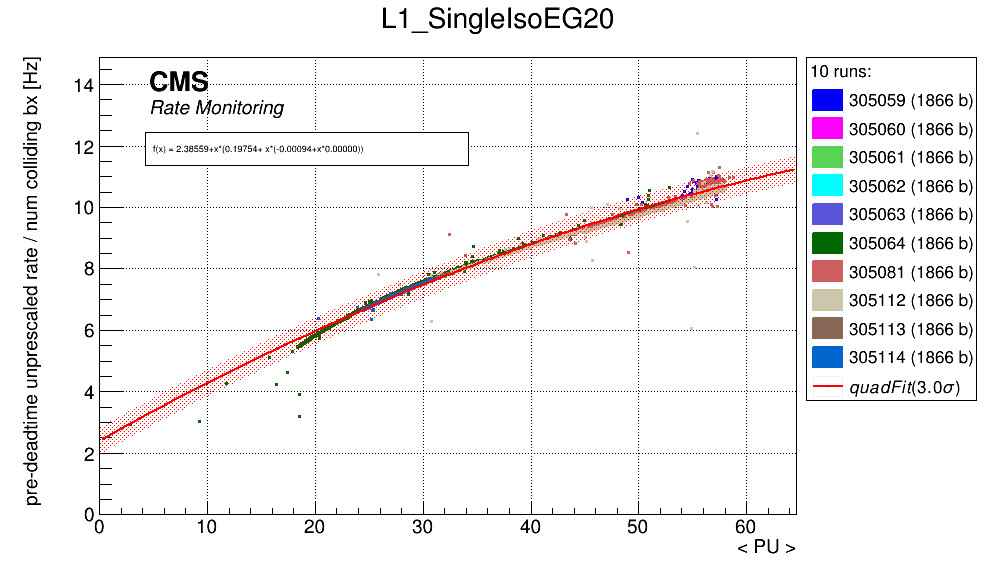 L1_SingleIsoEG20
pre-deadtime unprescaled rate / num colliding bx [Hz]
CMS
Rate Monitoring
f(x) = 2.38559+x*(0.19754+ x*(-0.00094+x*0.00000))
14
12
10
8
6
4
2
0
0 10 20 30 40 50 60
< PU >
10 runs:
305059 (1866 b)
305060 (1866 b)
305061 (1866 b)
305062 (1866 b)
305063 (1866 b)
305064 (1866 b)
305081 (1866 b)
305112 (1866 b)
305113 (1866 b)
305114 (1866 b)
quadFit(3.0σ)